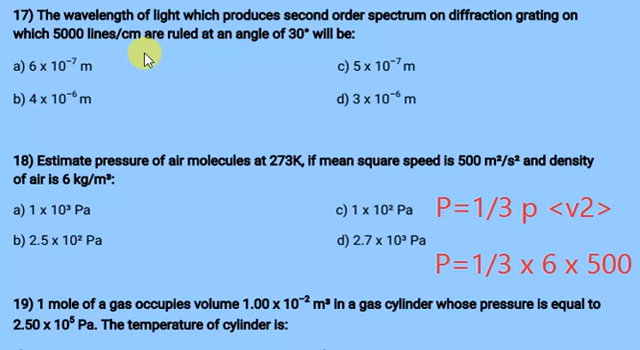 17) The wavelength of light which produces second order spectrum on diffraction grating on
which 5000 lines/cm are ruled at an angle of 30° will be:
a) 6 x 10⁻⁷ m
c) 5 x 10⁻⁷ m
b) 4 x 10⁻⁶ m
d) 3 x 10⁻⁶ m
18) Estimate pressure of air molecules at 273K, if mean square speed is 500 m²/s² and density
of air is 6 kg/m³:
a) 1 x 10³ Pa
c) 1 x 10² Pa
P=1/3 p <v2>
b) 2.5 x 10² Pa
d) 2.7 x 10³ Pa
P=1/3 x 6 x 500
19) 1 mole of a gas occupies volume 1.00 x 10⁻² m³ in a gas cylinder whose pressure is equal to
2.50 x 10⁵ Pa. The temperature of cylinder is: